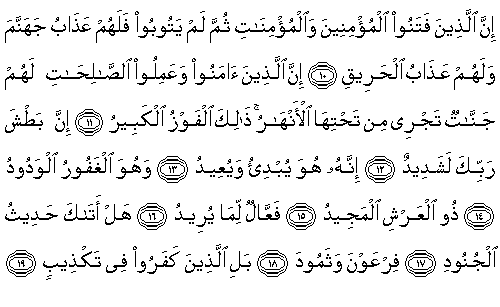 إِنَّ ٱلَّذِينَ فَتَنُوا۟ ٱلْمُؤْمِنِينَ وَٱلْمُؤْمِنَـٰتِ ثُمَّ لَمْ يَتُوبُوا۟ فَلَهُمْ عَذَابُ جَهَنَّمَ
وَلَهُمْ عَذَابُ ٱلْحَرِيقِ ١٠ إِنَّ ٱلَّذِينَ ءَامَنُوا۟ وَعَمِلُوا۟ ٱلصَّـٰلِحَـٰتِ لَهُمْ
جَنَّـٰتٌ تَجْرِى مِن تَحْتِهَا ٱلْأَنْهَـٰرُ ۚ ذَٰلِكَ ٱلْفَوْزُ ٱلْكَبِيرُ ١١ إِنَّ بَطْشَ
رَبِّكَ لَشَدِيدٌ ١٢ إِنَّهُۥ هُوَ يُبْدِئُ وَيُعِيدُ ١٣ وَهُوَ ٱلْغَفُورُ ٱلْوَدُودُ
١٤ ذُو ٱلْعَرْشِ ٱلْمَجِيدُ ١٥ فَعَّالٌ لِّمَا يُرِيدُ ١٦ هَلْ أَتَىٰكَ حَدِيثُ
ٱلْجُنُودِ ١٧ فِرْعَوْنَ وَثَمُودَ ١٨ بَلِ ٱلَّذِينَ كَفَرُوا۟ فِى تَكْذِيبٍ ١٩